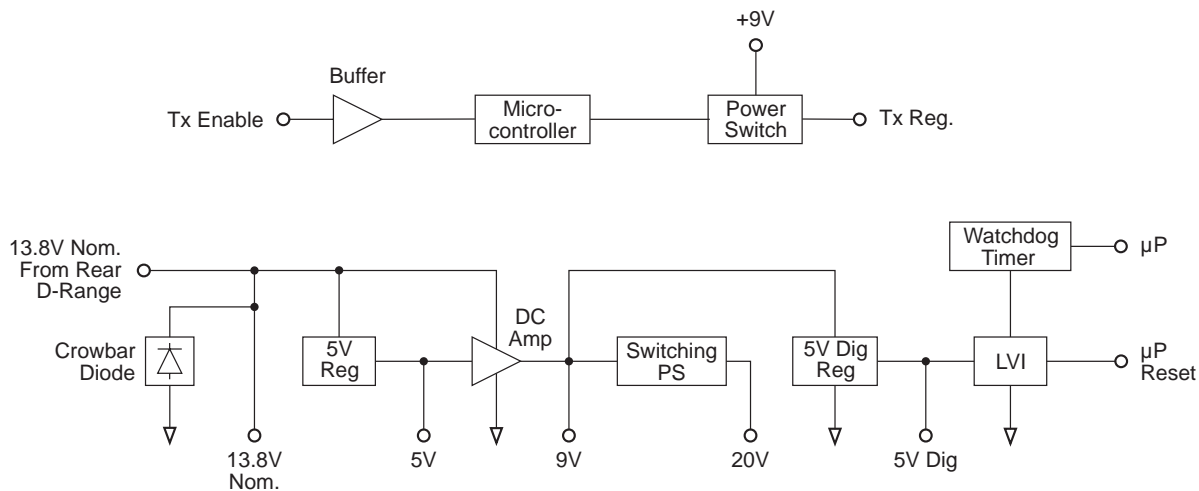 +9V
Buffer
Tx Enable
Micro-
controller
Power
Switch
Tx Reg.
13.8V Nom.
From Rear
D-Range
Watchdog
Timer
µP
Crowbar
Diode
5V
Reg
DC
Amp
Switching
PS
5V Dig
Reg
LVI
µP
Reset
13.8V
Nom.
5V
9V
20V
5V Dig